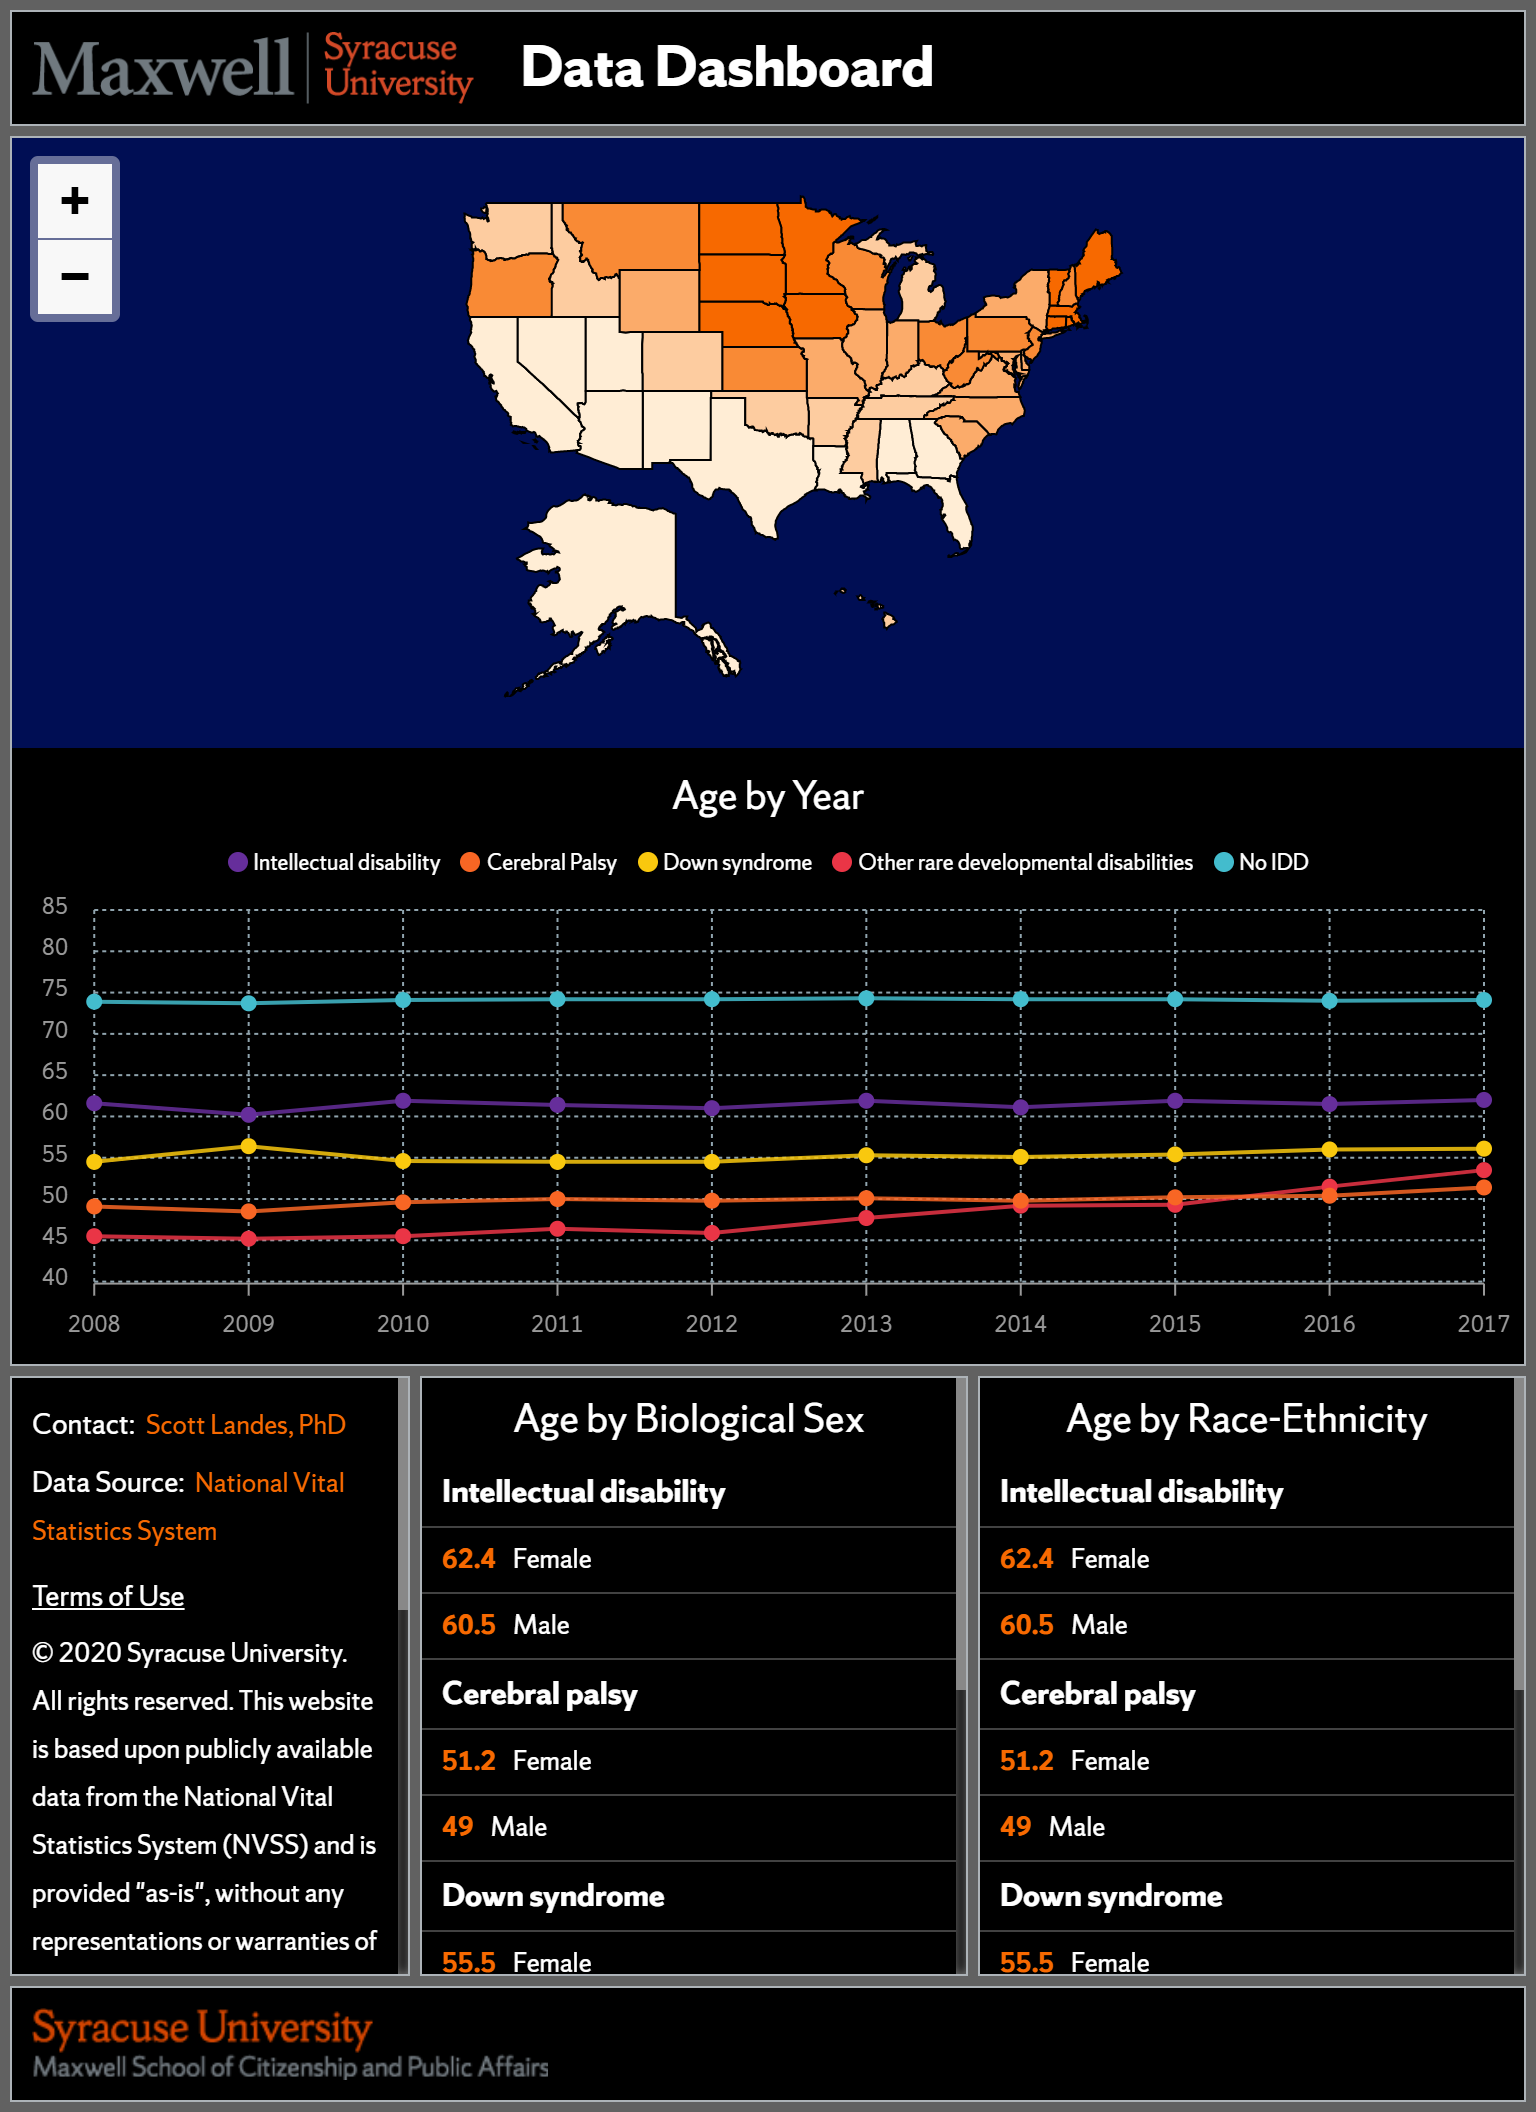 Maxwell
Syracuse
University
Data Dashboard
+
−
Age by Year
Intellectual disability
Cerebral Palsy
Down syndrome
Other rare developmental disabilities
No IDD
85
80
75
70
65
60
55
50
45
40
2008
2009
2010
2011
2012
2013
2014
2015
2016
2017
Contact: Scott Landes, PhD
Data Source: National Vital
Statistics System
Terms of Use
© 2020 Syracuse University.
All rights reserved. This website
is based upon publicly available
data from the National Vital
Statistics System (NVSS) and is
provided "as-is", without any
representations or warranties of
Age by Biological Sex
Intellectual disability
62.4 Female
60.5 Male
Cerebral palsy
51.2 Female
49 Male
Down syndrome
55.5 Female
Age by Race-Ethnicity
Intellectual disability
62.4 Female
60.5 Male
Cerebral palsy
51.2 Female
49 Male
Down syndrome
55.5 Female
Syracuse University
Maxwell School of Citizenship and Public Affairs